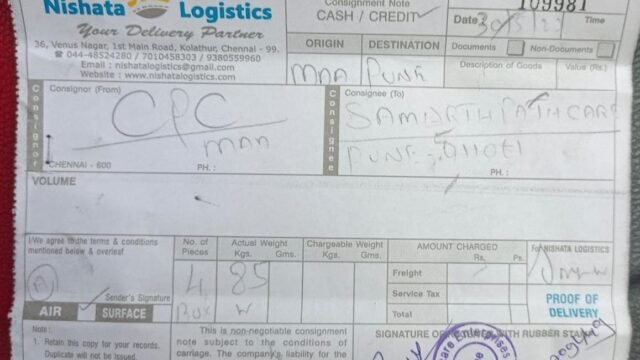 Nishata Logistics
Your Delivery Partner
36, Venus Nagar, 1st Main Road, Kolathur, Chennai - 99.
044-48524280 / 7010458303 / 9380559960
Email : nishatalogistics@gmail.com
Website : www.nishatalogistics.com
Consignment Note
CASH / CREDIT
109981
Date Time
ORIGIN DESTINATION
MAA PUNE
Documents Non-Documents
Description of Goods Value (Rs.)
Consignor
Consignor (From)
CPC
MAA
CHENNAI - 600 PH. :
Consignee
Consignee (To)
SAMARTH PATHCARE
PUNE
PH. :
VOLUME
I/We agree to the terms & conditions
mentioned below & overleaf
Sender's Signature
AIR SURFACE
No. of Pieces
4
BOX
Actual Weight
Kgs. Gms.
85
Chargeable Weight
Kgs. Gms.
AMOUNT CHARGED
Rs. Ps.
Freight
Service Tax
Total
For NISHATA LOGISTICS
PROOF OF
DELIVERY
Note :
1. Retain this copy for your records.
Duplicate will not be issued.
This is non-negotiable consignment
note subject to the conditions of
carriage. The company's liability for the
SIGNATURE WITH RUBBER
Enterprises